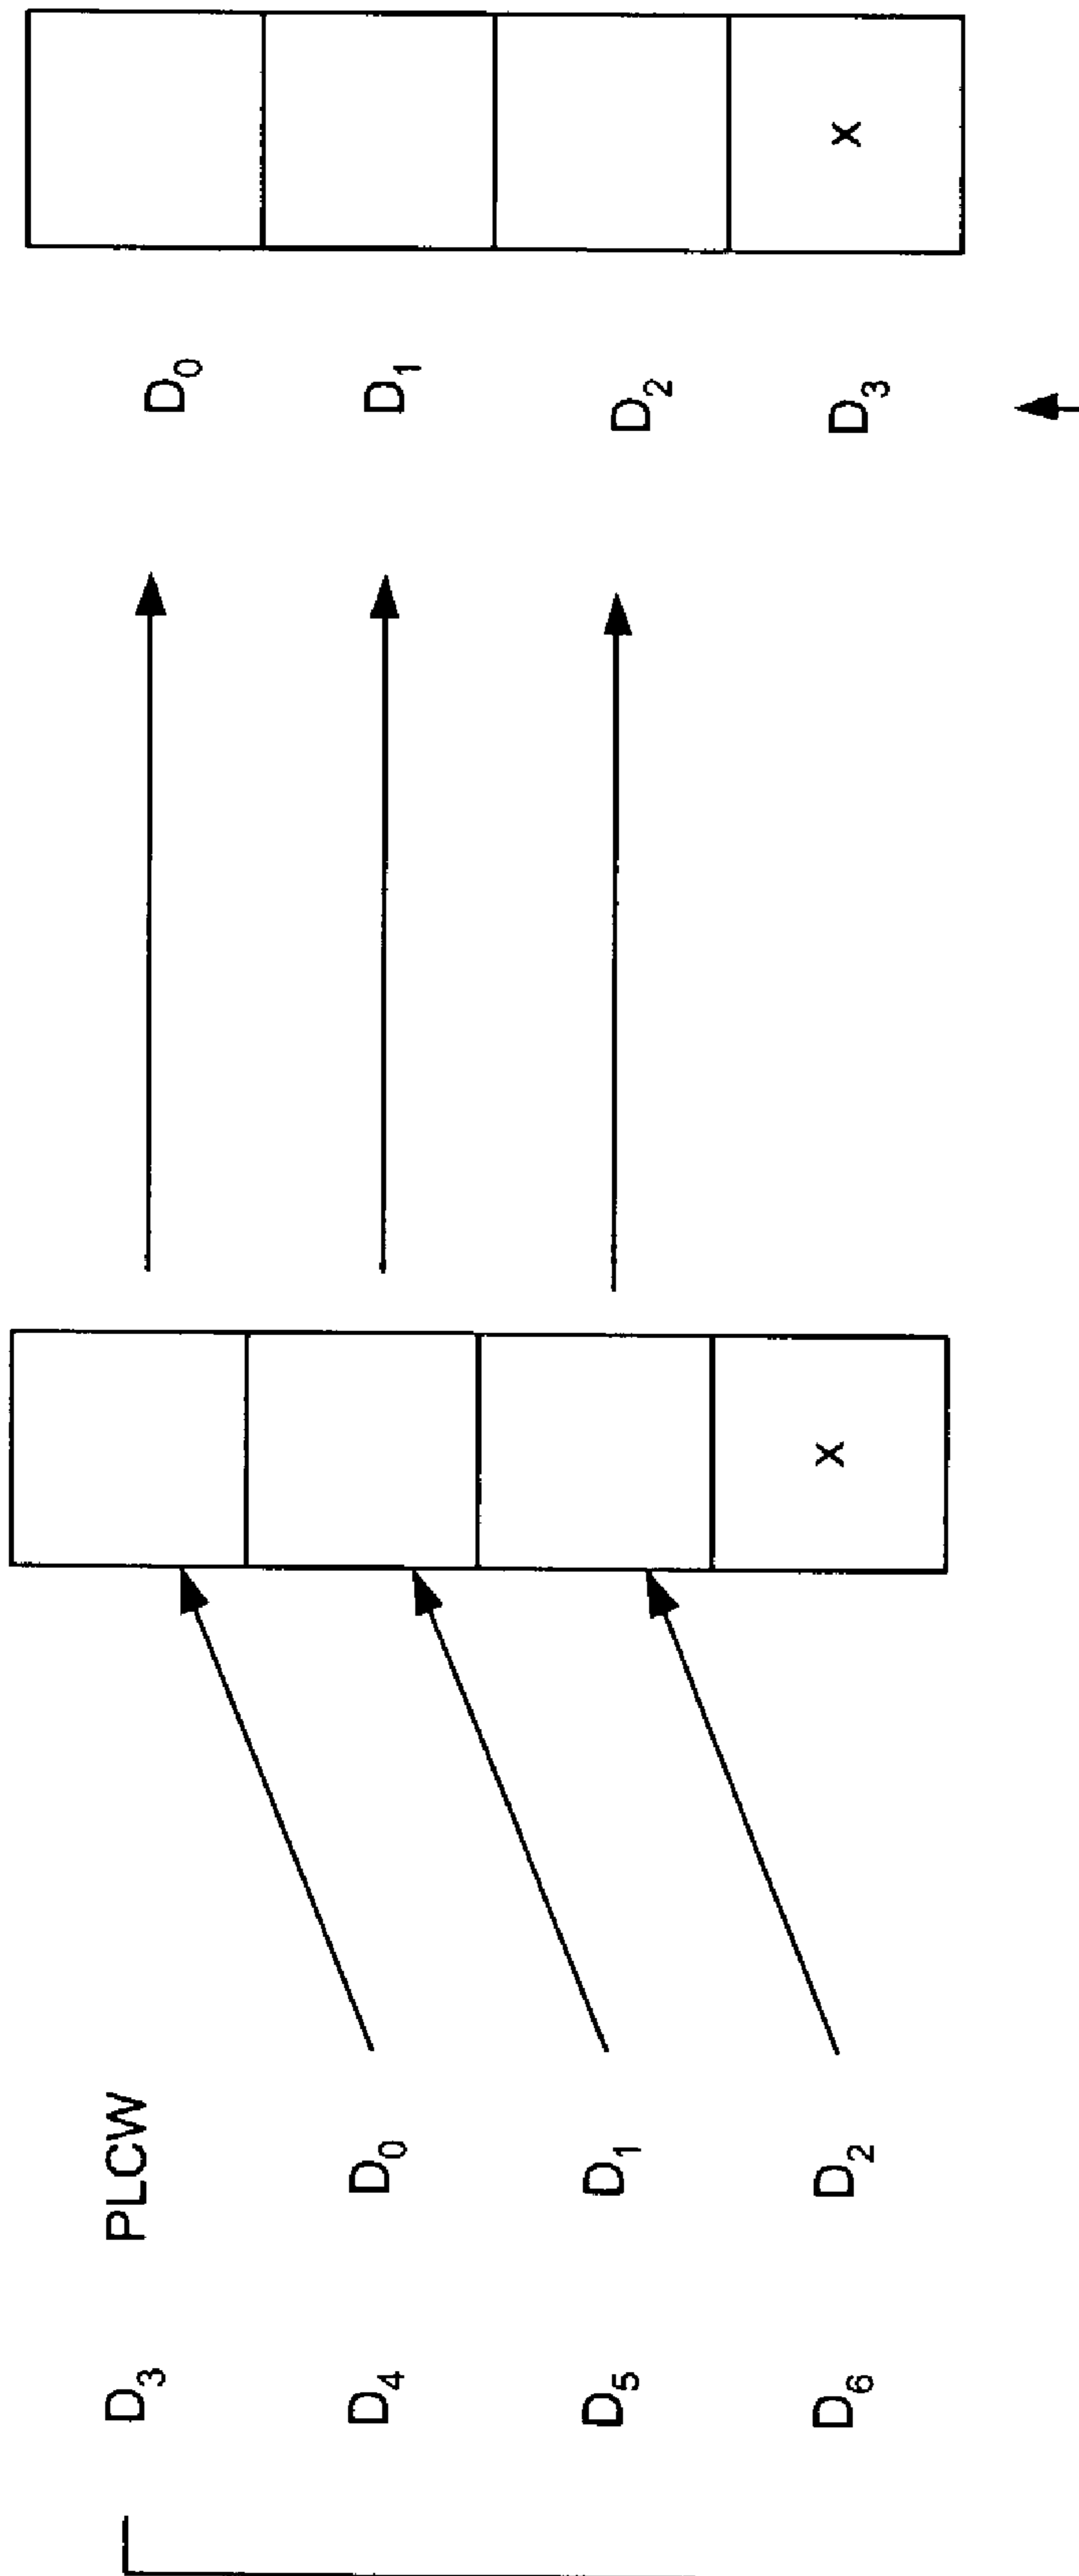 D₃ PLCW D₀
D₄ D₀ D₁
D₅ D₁ D₂
D₆ D₂ x D₃ x